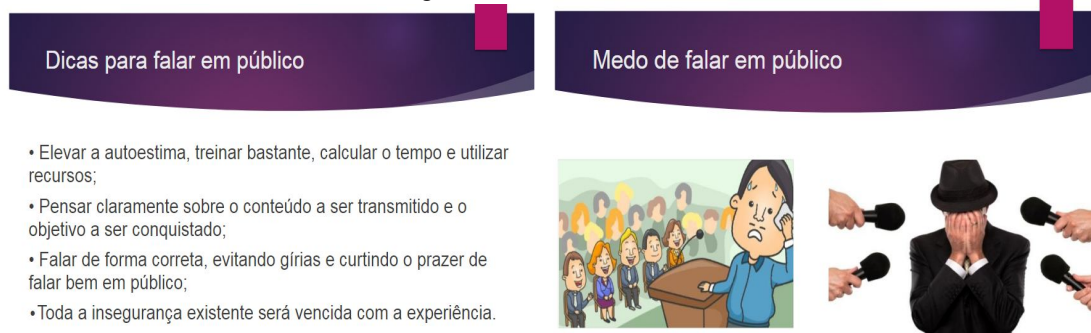 Dicas para falar em público
• Elevar a autoestima, treinar bastante, calcular o tempo e utilizar
recursos;
• Pensar claramente sobre o conteúdo a ser transmitido e o
objetivo a ser conquistado;
• Falar de forma correta, evitando gírias e curtindo o prazer de
falar bem em público;
•Toda a insegurança existente será vencida com a experiência.
Medo de falar em público